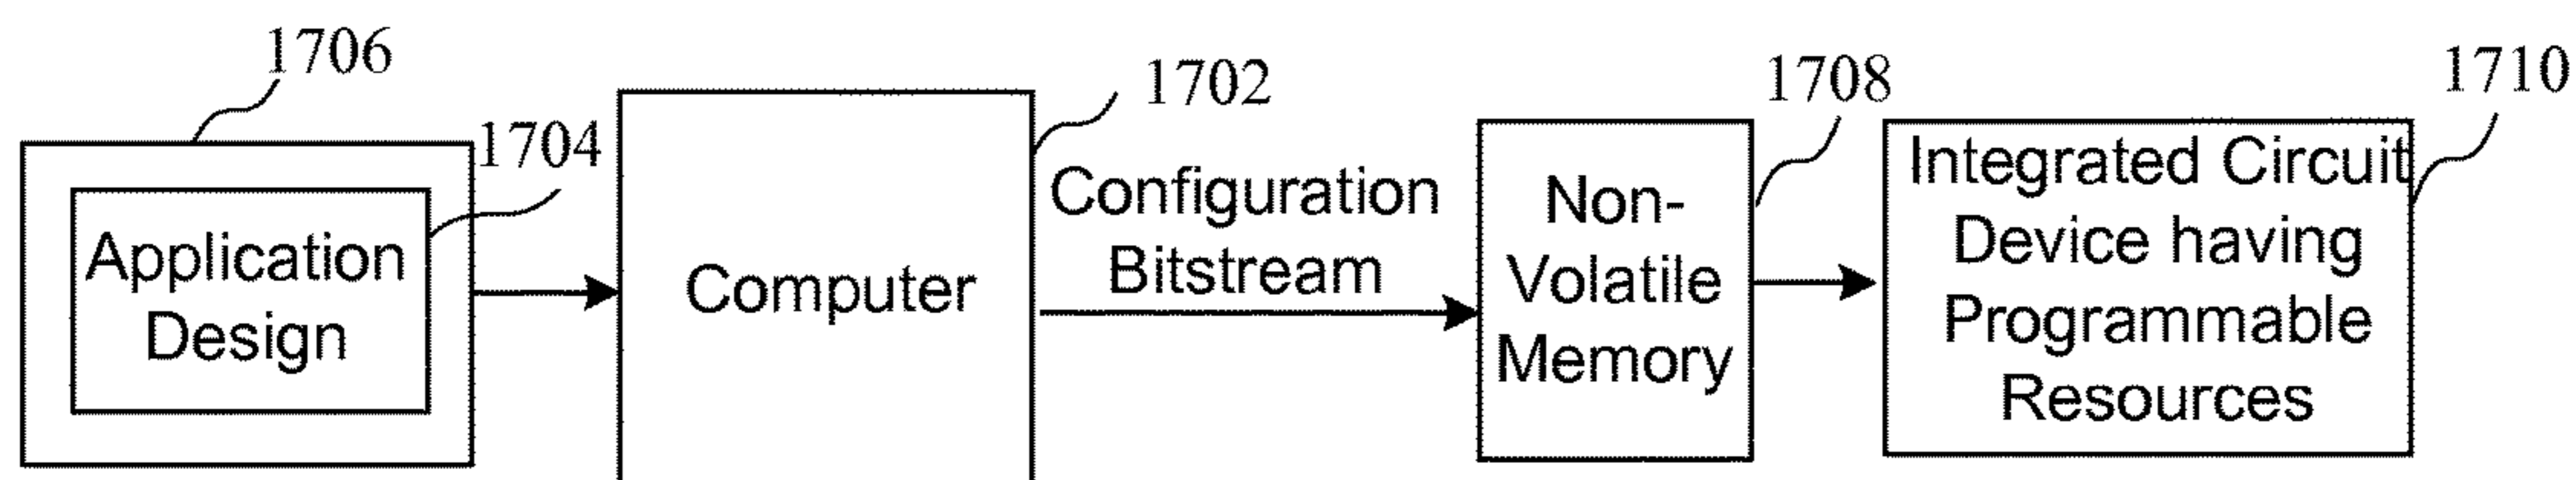 1706
1704
Application
Design
1702
Computer
Configuration
Bitstream
1708
Non-
Volatile
Memory
1710
Integrated Circuit
Device having
Programmable
Resources